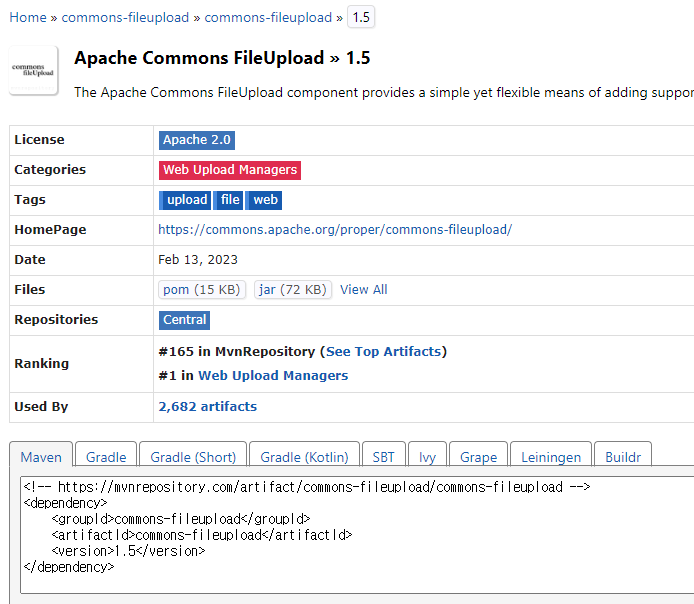 Home » commons-fileupload » commons-fileupload » 1.5
commons
fileUpload
Apache Commons FileUpload » 1.5
The Apache Commons FileUpload component provides a simple yet flexible means of adding suppor
License Apache 2.0
Categories Web Upload Managers
Tags upload file web
HomePage https://commons.apache.org/proper/commons-fileupload/
Date Feb 13, 2023
Files pom (15 KB) jar (72 KB) View All
Repositories Central
Ranking #165 in MvnRepository (See Top Artifacts)
#1 in Web Upload Managers
Used By 2,682 artifacts
Maven Gradle Gradle (Short) Gradle (Kotlin) SBT Ivy Grape Leiningen Buildr
<!-- https://mvnrepository.com/artifact/commons-fileupload/commons-fileupload -->
<dependency>
    <groupId>commons-fileupload</groupId>
    <artifactId>commons-fileupload</artifactId>
    <version>1.5</version>
</dependency>